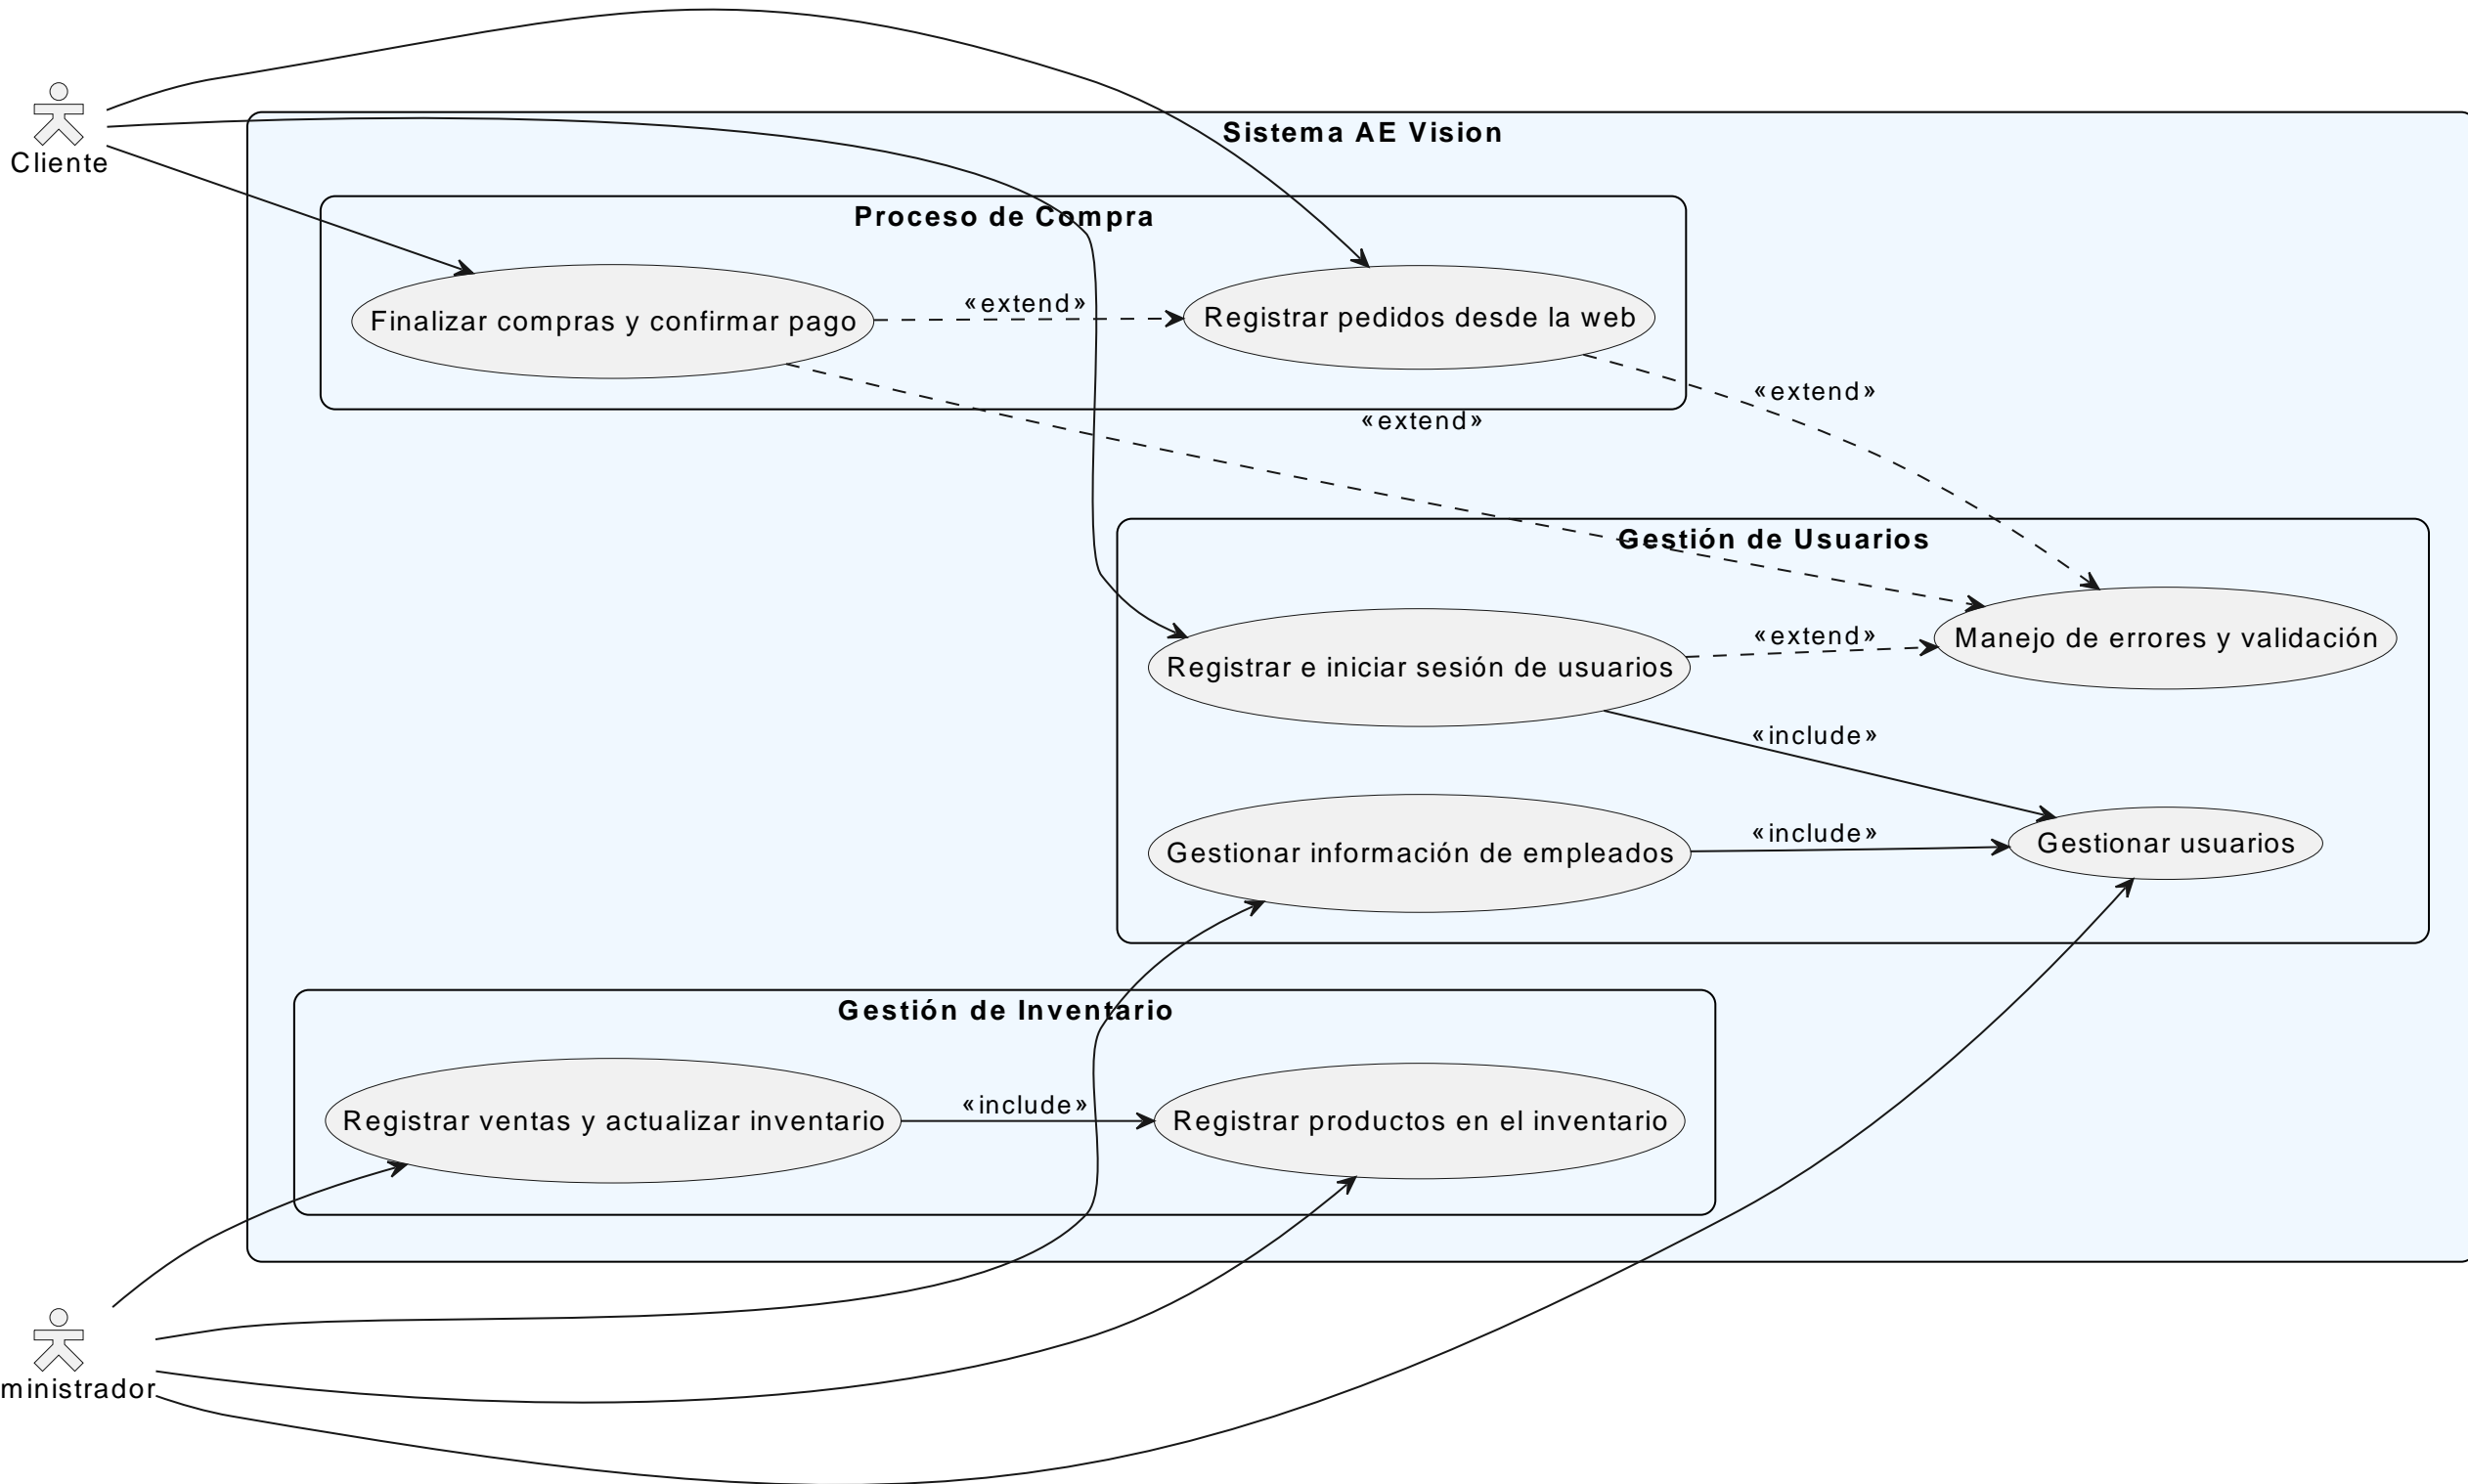 Cliente
Sistema AE Vision
Proceso de Compra
Finalizar compras y confirmar pago
«extend»
Registrar pedidos desde la web
«extend»
«extend»
Gestión de Usuarios
Registrar e iniciar sesión de usuarios
«extend»
Manejo de errores y validación
«include»
Gestionar información de empleados
«include»
Gestionar usuarios
Gestión de Inventario
Registrar ventas y actualizar inventario
«include»
Registrar productos en el inventario
ministrador